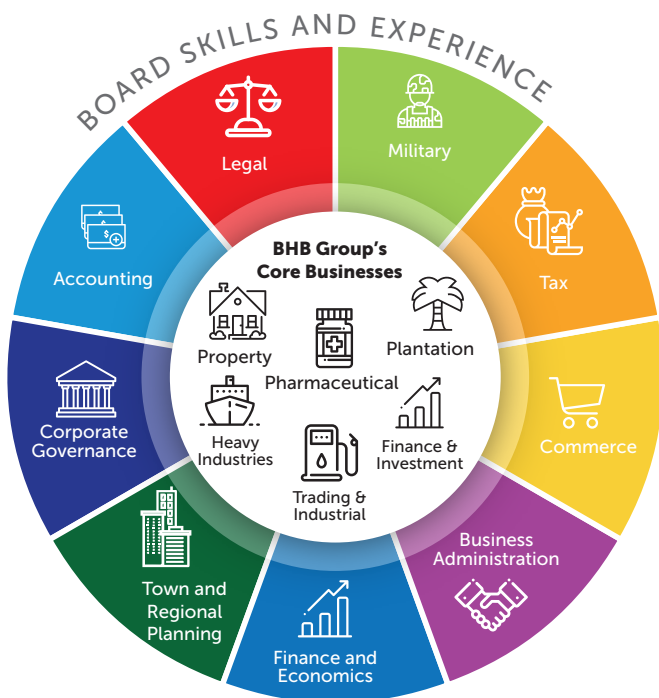 BOARD SKILLS AND EXPERIENCE
Legal
Military
Accounting
Tax
BHB Group's
Core Businesses
Property
Pharmaceutical
Plantation
Heavy
Industries
Trading &
Industrial
Finance &
Investment
Corporate
Governance
Commerce
Town and
Regional
Planning
Finance and
Economics
Business
Administration